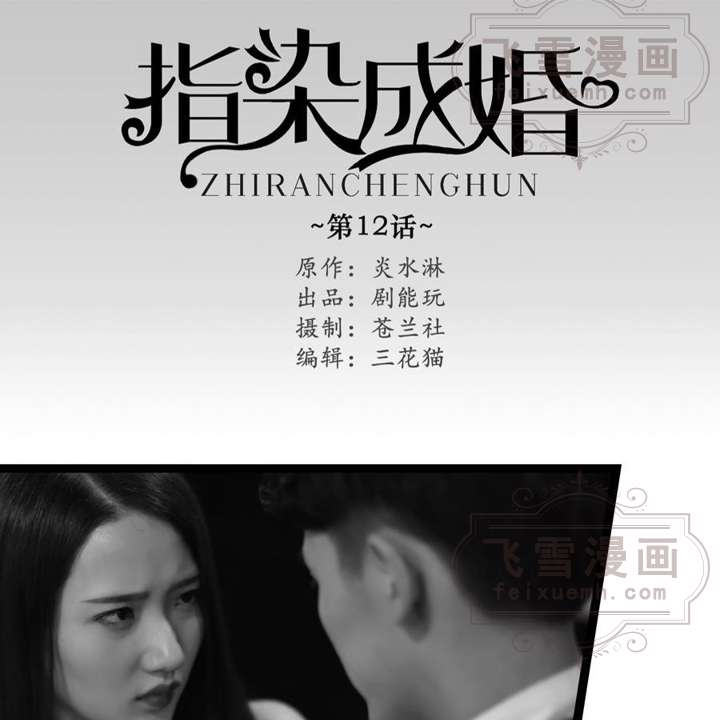 飞雪漫画
feixuemh.com
指染成婚
ZHIRANCHENGHUN
~第12话~
原作：炎水淋
出品：剧能玩
摄制：苍兰社
编辑：三花猫
飞雪漫画
feixuemh.com